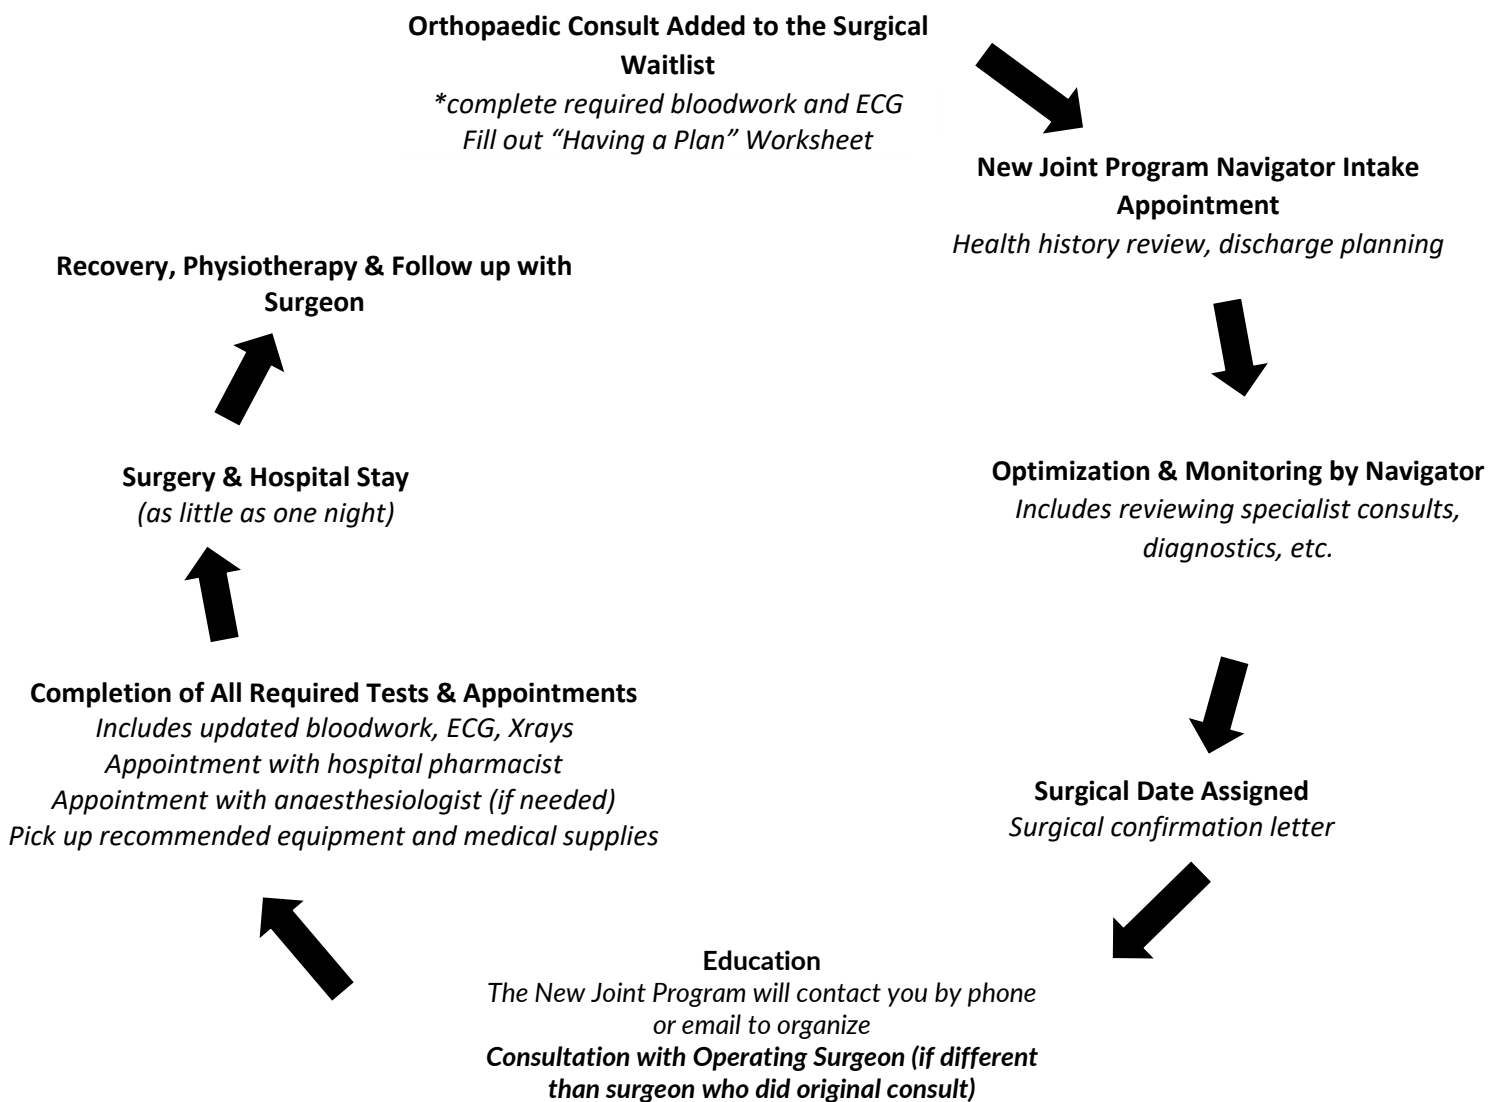 Orthopaedic Consult Added to the Surgical
Waitlist
*complete required bloodwork and ECG
Fill out “Having a Plan” Worksheet
New Joint Program Navigator Intake
Appointment
Health history review, discharge planning
Optimization & Monitoring by Navigator
Includes reviewing specialist consults,
diagnostics, etc.
Surgical Date Assigned
Surgical confirmation letter
Education
The New Joint Program will contact you by phone
or email to organize
Consultation with Operating Surgeon (if different
than surgeon who did original consult)
Completion of All Required Tests & Appointments
Includes updated bloodwork, ECG, Xrays
Appointment with hospital pharmacist
Appointment with anaesthesiologist (if needed)
Pick up recommended equipment and medical supplies
Surgery & Hospital Stay
(as little as one night)
Recovery, Physiotherapy & Follow up with
Surgeon